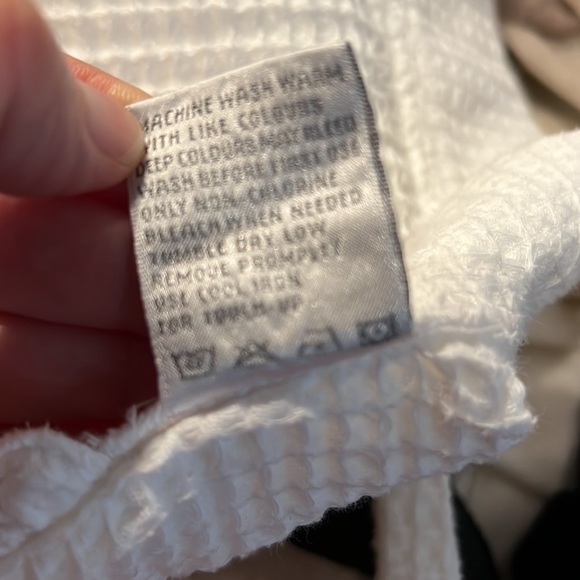 MACHINE WASH WARM
WITH LIKE COLOURS
DEEP COLOURS MAY BLEED
WASH BEFORE FIRST USE
ONLY NON-CHLORINE
BLEACH WHEN NEEDED
TUMBLE DRY LOW
REMOVE PROMPTLY
USE COOL IRON
FOR TOUCH-UP